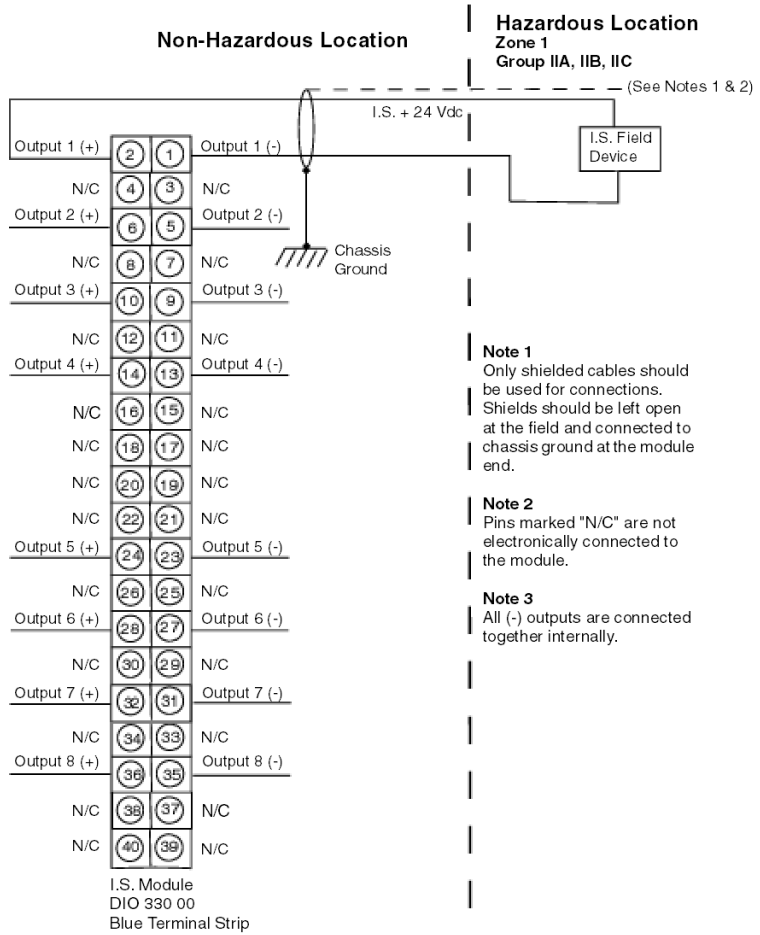 Non-Hazardous Location
Hazardous Location
Zone 1
Group IIA, IIB, IIC
(See Notes 1 & 2)
I.S. + 24 Vdc
I.S. Field
Device
Output 1 (+) 2 1 Output 1 (-)
N/C 4 3 N/C
Output 2 (+) 6 5 Output 2 (-)
N/C 8 7 N/C
Chassis
Ground
Output 3 (+) 10 9 Output 3 (-)
N/C 12 11 N/C
Output 4 (+) 14 13 Output 4 (-)
N/C 16 15 N/C
N/C 18 17 N/C
N/C 20 19 N/C
N/C 22 21 N/C
Output 5 (+) 24 23 Output 5 (-)
N/C 26 25 N/C
Output 6 (+) 28 27 Output 6 (-)
N/C 30 29 N/C
Output 7 (+) 32 31 Output 7 (-)
N/C 34 33 N/C
Output 8 (+) 36 35 Output 8 (-)
N/C 38 37 N/C
N/C 40 39 N/C
I.S. Module
DIO 330 00
Blue Terminal Strip
Note 1
Only shielded cables should
be used for connections.
Shields should be left open
at the field and connected to
chassis ground at the module
end.
Note 2
Pins marked "N/C" are not
electronically connected to
the module.
Note 3
All (-) outputs are connected
together internally.